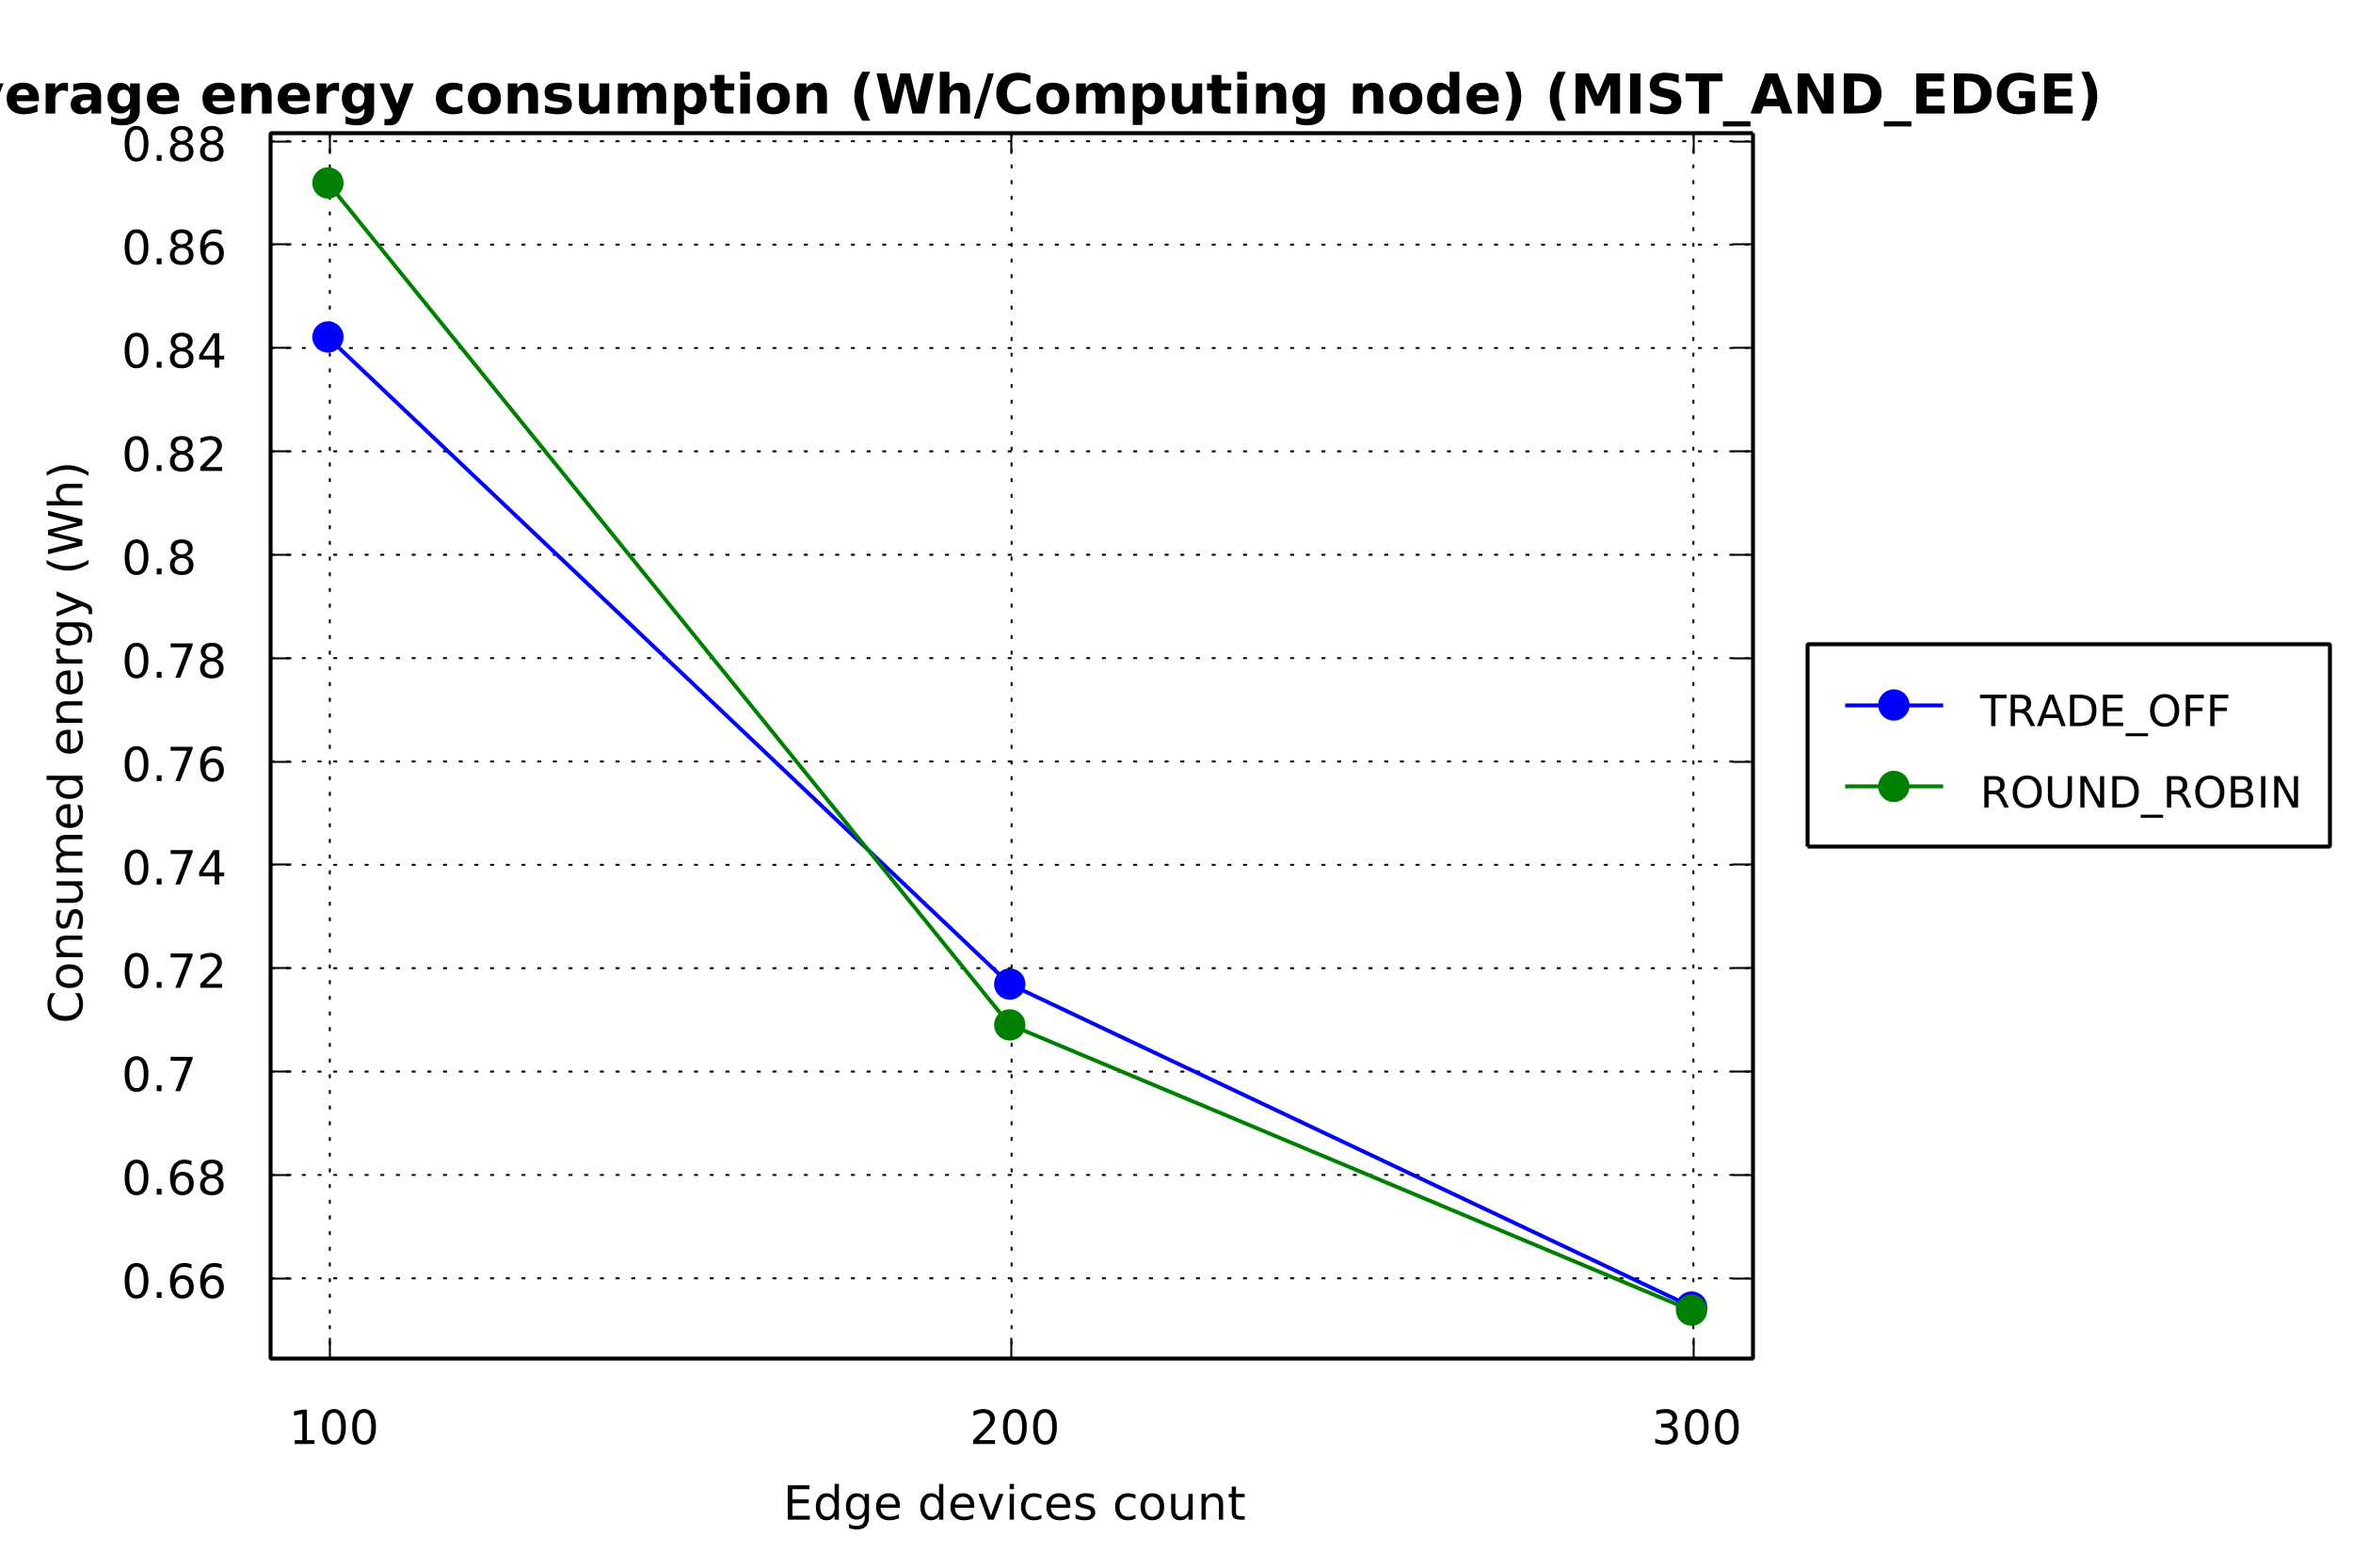 verage energy consumption (Wh/Computing node) (MIST_AND_EDGE)
0.88
0.86
0.84
0.82
0.8
0.78
0.76
0.74
0.72
0.7
0.68
0.66
Consumed energy (Wh)
TRADE_OFF
ROUND_ROBIN
100 200 300
Edge devices count